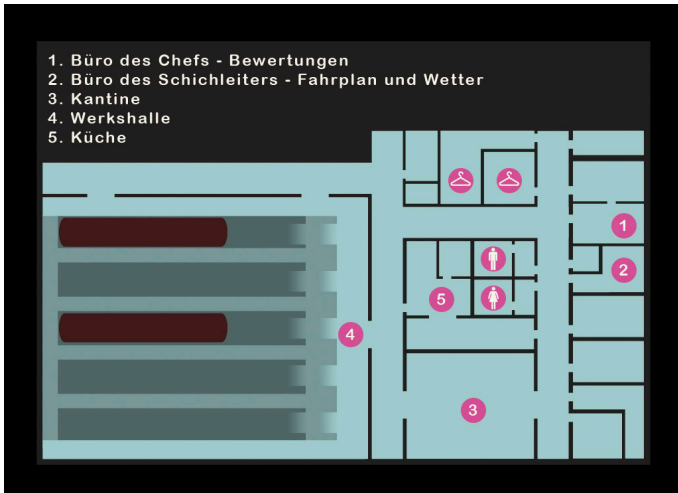 1. Büro des Chefs - Bewertungen
2. Büro des Schichleiters - Fahrplan und Wetter
3. Kantine
4. Werkshalle
5. Küche
1
2
5
4
3